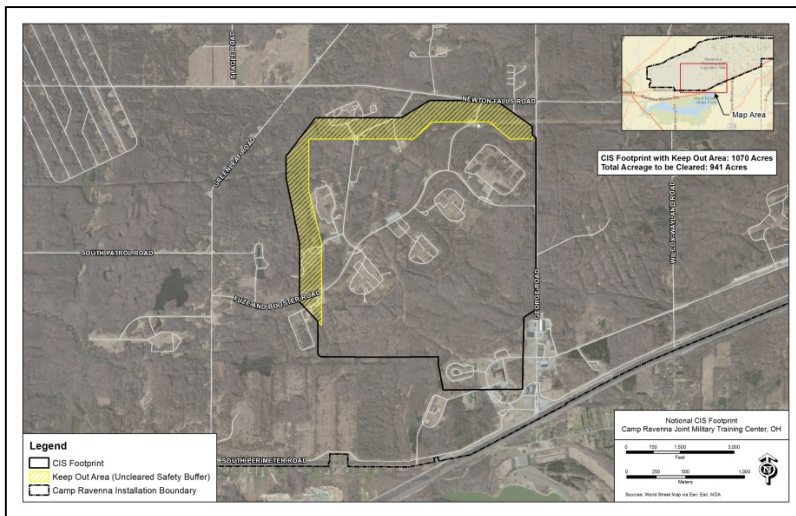 SLAGLE ROAD
NEWTON FALLS ROAD
Map Area
GREENLEAF ROAD
CIS Footprint with Keep Out Area: 1070 Acres
Total Acreage to be Cleared: 941 Acres
SOUTH PATROL ROAD
FUZE AND BOOSTER ROAD
GEORGE ROAD
SOUTH PERIMETER ROAD
Legend
CIS Footprint
Keep Out Area (Uncleared Safety Buffer)
Camp Ravenna Installation Boundary
Notional CIS Footprint
Camp Ravenna Joint Military Training Center, OH
0 750 1,500 3,000
Feet
0 250 500 1,000
Meters
N
Sources: World Street Map via Esri, Esri, MDA